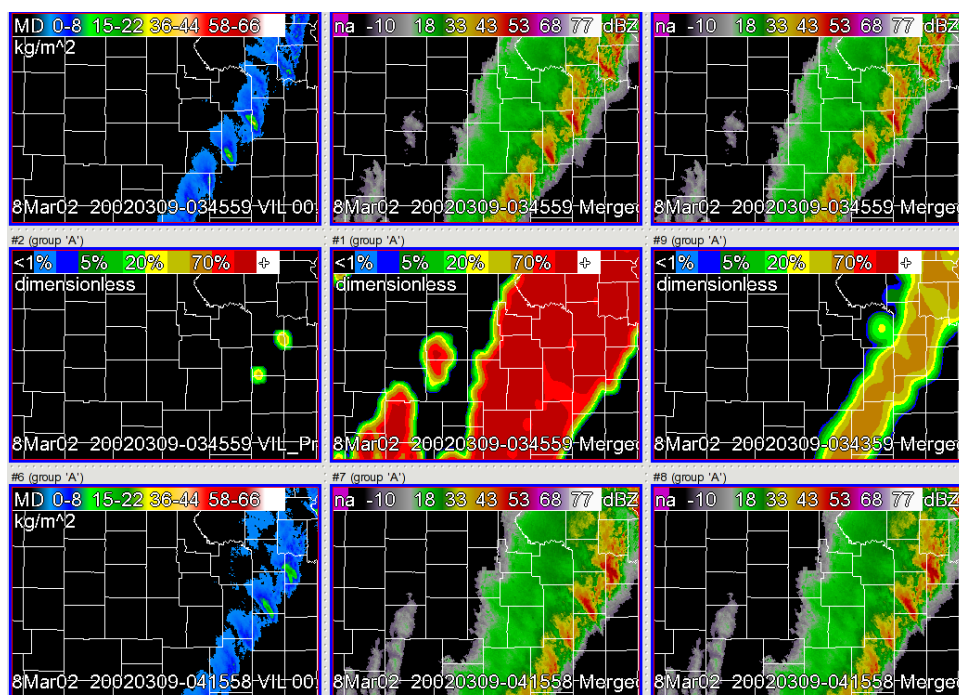 MD 0-8 15-22 36-44 58-66
kg/m^2
8Mar02 20020309-034559 VIL 00
na -10 18 33 43 53 68 77 dBZ
8Mar02 20020309-034559 Merged
na -10 18 33 43 53 68 77 dBZ
8Mar02 20020309-034559 Merged
#2 (group 'A')
#1 (group 'A')
#9 (group 'A')
<1% 5% 20% 70% +
dimensionless
8Mar02 20020309-034559 VIL_Pr
<1% 5% 20% 70% +
dimensionless
8Mar02 20020309-034559 Merge
<1% 5% 20% 70% +
dimensionless
8Mar02 20020309-034359 Merge
#6 (group 'A')
#7 (group 'A')
#8 (group 'A')
MD 0-8 15-22 36-44 58-66
kg/m^2
8Mar02 20020309-041558 VIL 00
na -10 18 33 43 53 68 77 dBZ
8Mar02 20020309-041558 Merged
na -10 18 33 43 53 68 77 dBZ
8Mar02 20020309-041558 Merged